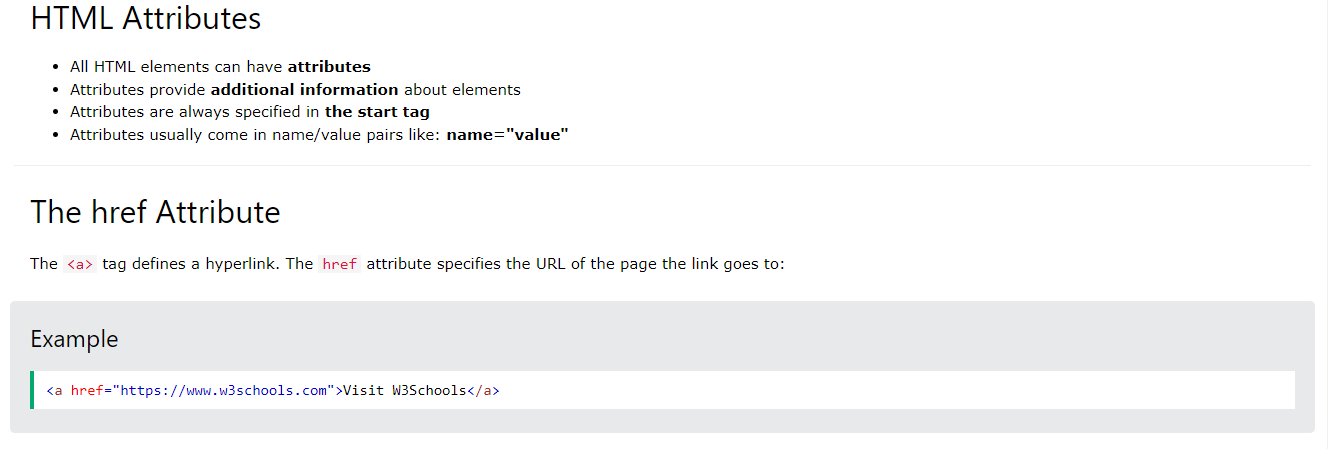 HTML Attributes
All HTML elements can have attributes
Attributes provide additional information about elements
Attributes are always specified in the start tag
Attributes usually come in name/value pairs like: name="value"
The href Attribute
The <a> tag defines a hyperlink. The href attribute specifies the URL of the page the link goes to:
Example
<a href="https://www.w3schools.com">Visit W3Schools</a>